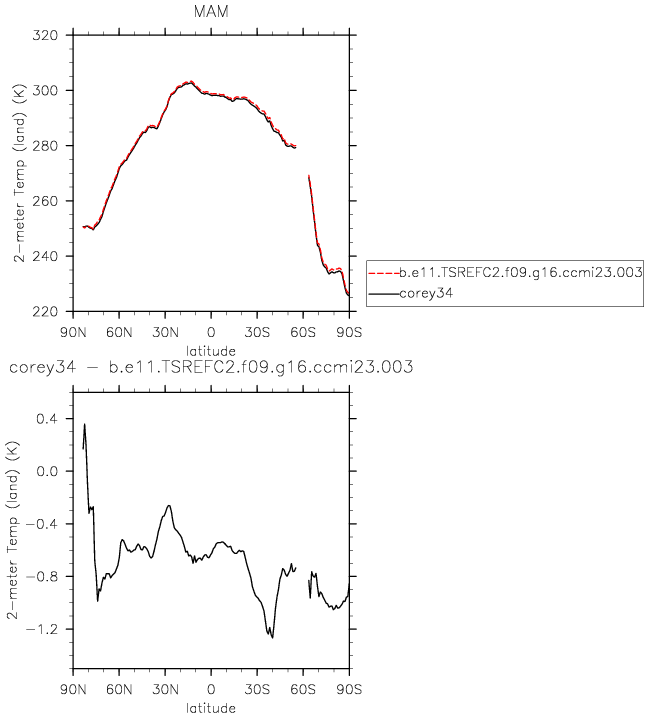 MAM
320
300
280
260
240
220
2-meter Temp (land) (K)
90N 60N 30N 0 30S 60S 90S
latitude
b.e11.TSREFC2.f09.g16.ccmi23.003
corey34
corey34 - b.e11.TSREFC2.f09.g16.ccmi23.003
0.4
0.0
-0.4
-0.8
-1.2
2-meter Temp (land) (K)
90N 60N 30N 0 30S 60S 90S
latitude